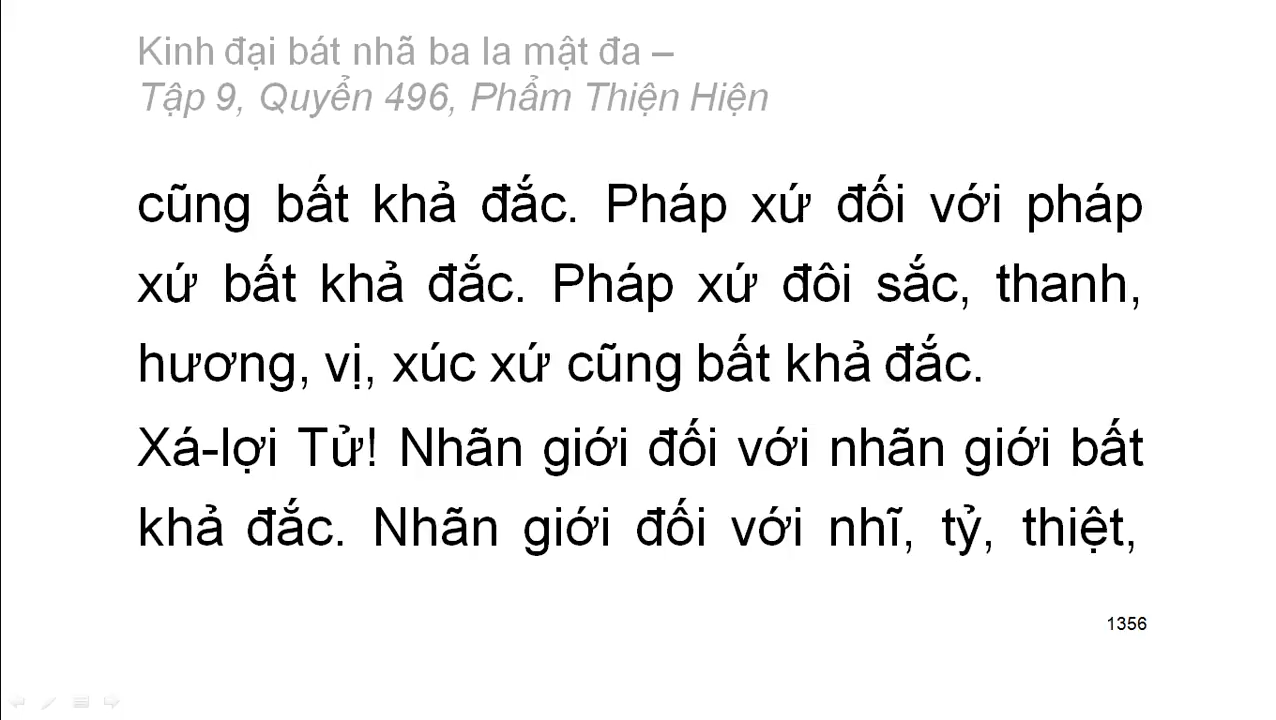 Kinh đại bát nhã ba la mật đa –
Tập 9, Quyển 496, Phẩm Thiện Hiện
cũng bất khả đắc. Pháp xứ đối với pháp
xứ bất khả đắc. Pháp xứ đôi sắc, thanh,
hương, vị, xúc xứ cũng bất khả đắc.
Xá-lợi Tử! Nhãn giới đối với nhãn giới bất
khả đắc. Nhãn giới đối với nhĩ, tỷ, thiệt,
1356